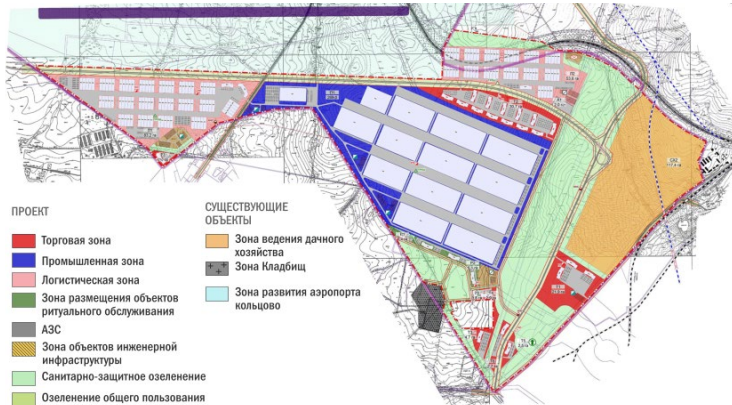 ПРОЕКТ
Торговая зона
Промышленная зона
Логистическая зона
Зона размещения объектов
ритуального обслуживания
АЗС
Зона объектов инженерной
инфраструктуры
Санитарно-защитное озеленение
Озеленение общего пользования
СУЩЕСТВУЮЩИЕ
ОБЪЕКТЫ
Зона ведения дачного
хозяйства
Зона Кладбищ
Зона развития аэропорта
кольцово